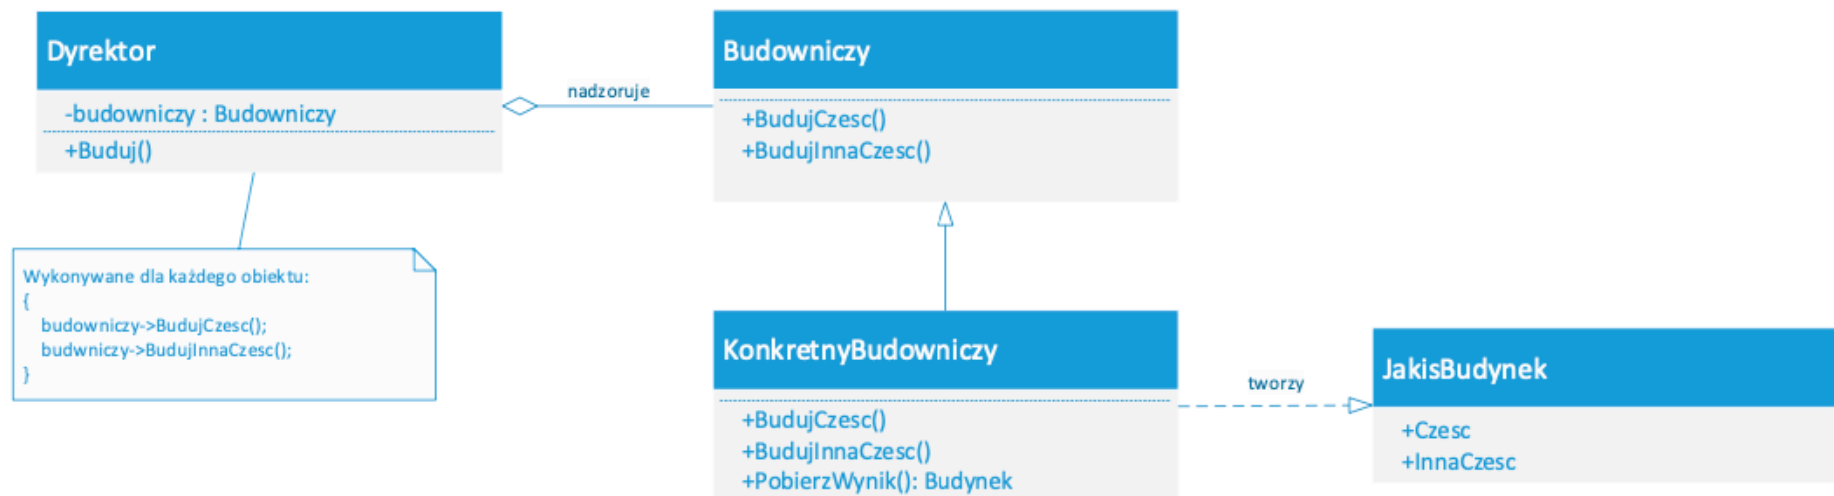 Dyrektor
-budowniczy : Budowniczy
+Buduj()
nadzoruje
Budowniczy
+BudujCzesc()
+BudujInnaCzesc()
Wykonywane dla każdego obiektu:
{
budowniczy->BudujCzesc();
budwniczy->BudujInnaCzesc();
}
KonkretnyBudowniczy
+BudujCzesc()
+BudujInnaCzesc()
+PobierzWynik(): Budynek
tworzy
JakisBudynek
+Czesc
+InnaCzesc